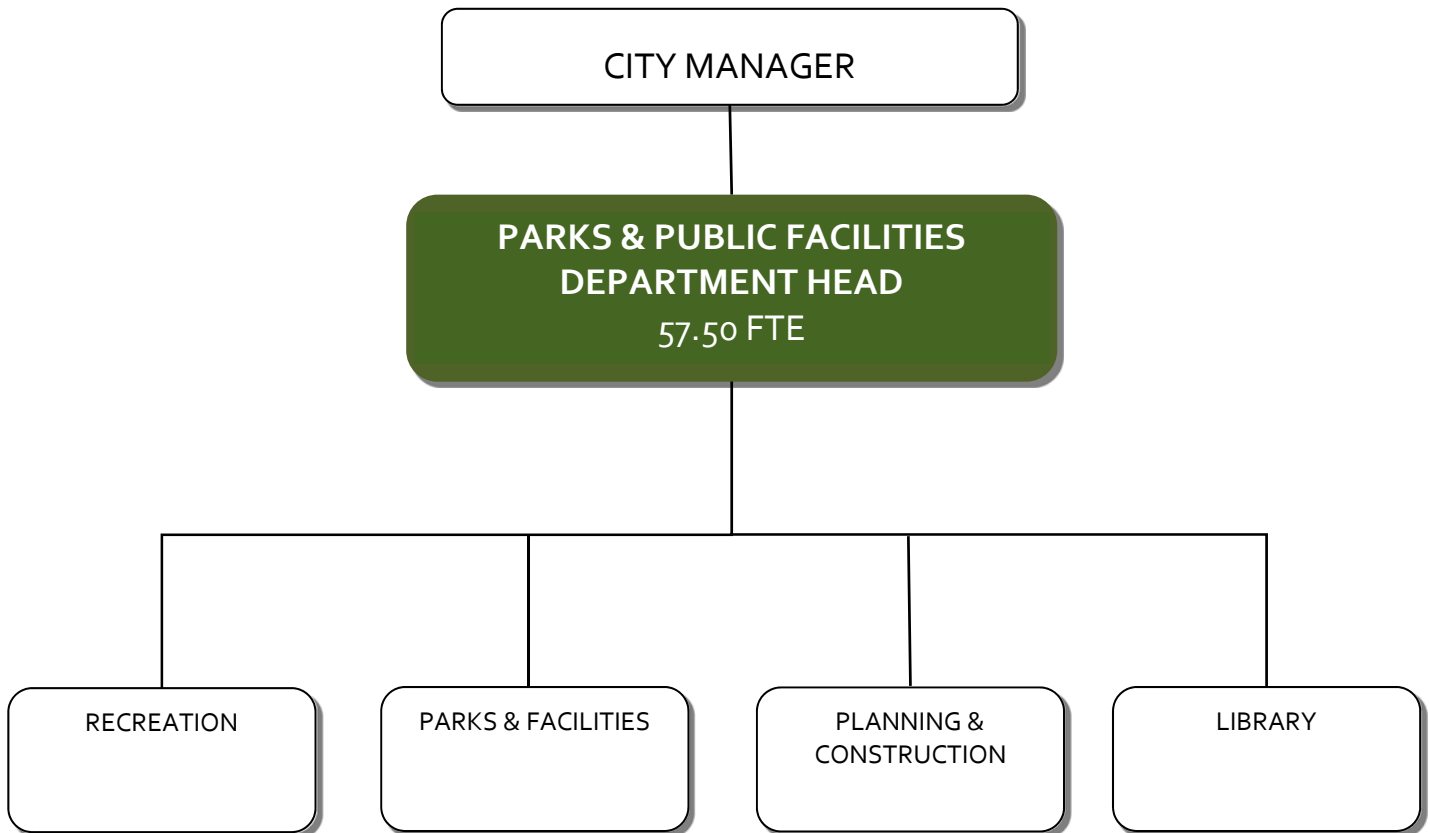 CITY MANAGER
PARKS & PUBLIC FACILITIES
DEPARTMENT HEAD
57.50 FTE
RECREATION
PARKS & FACILITIES
PLANNING &
CONSTRUCTION
LIBRARY